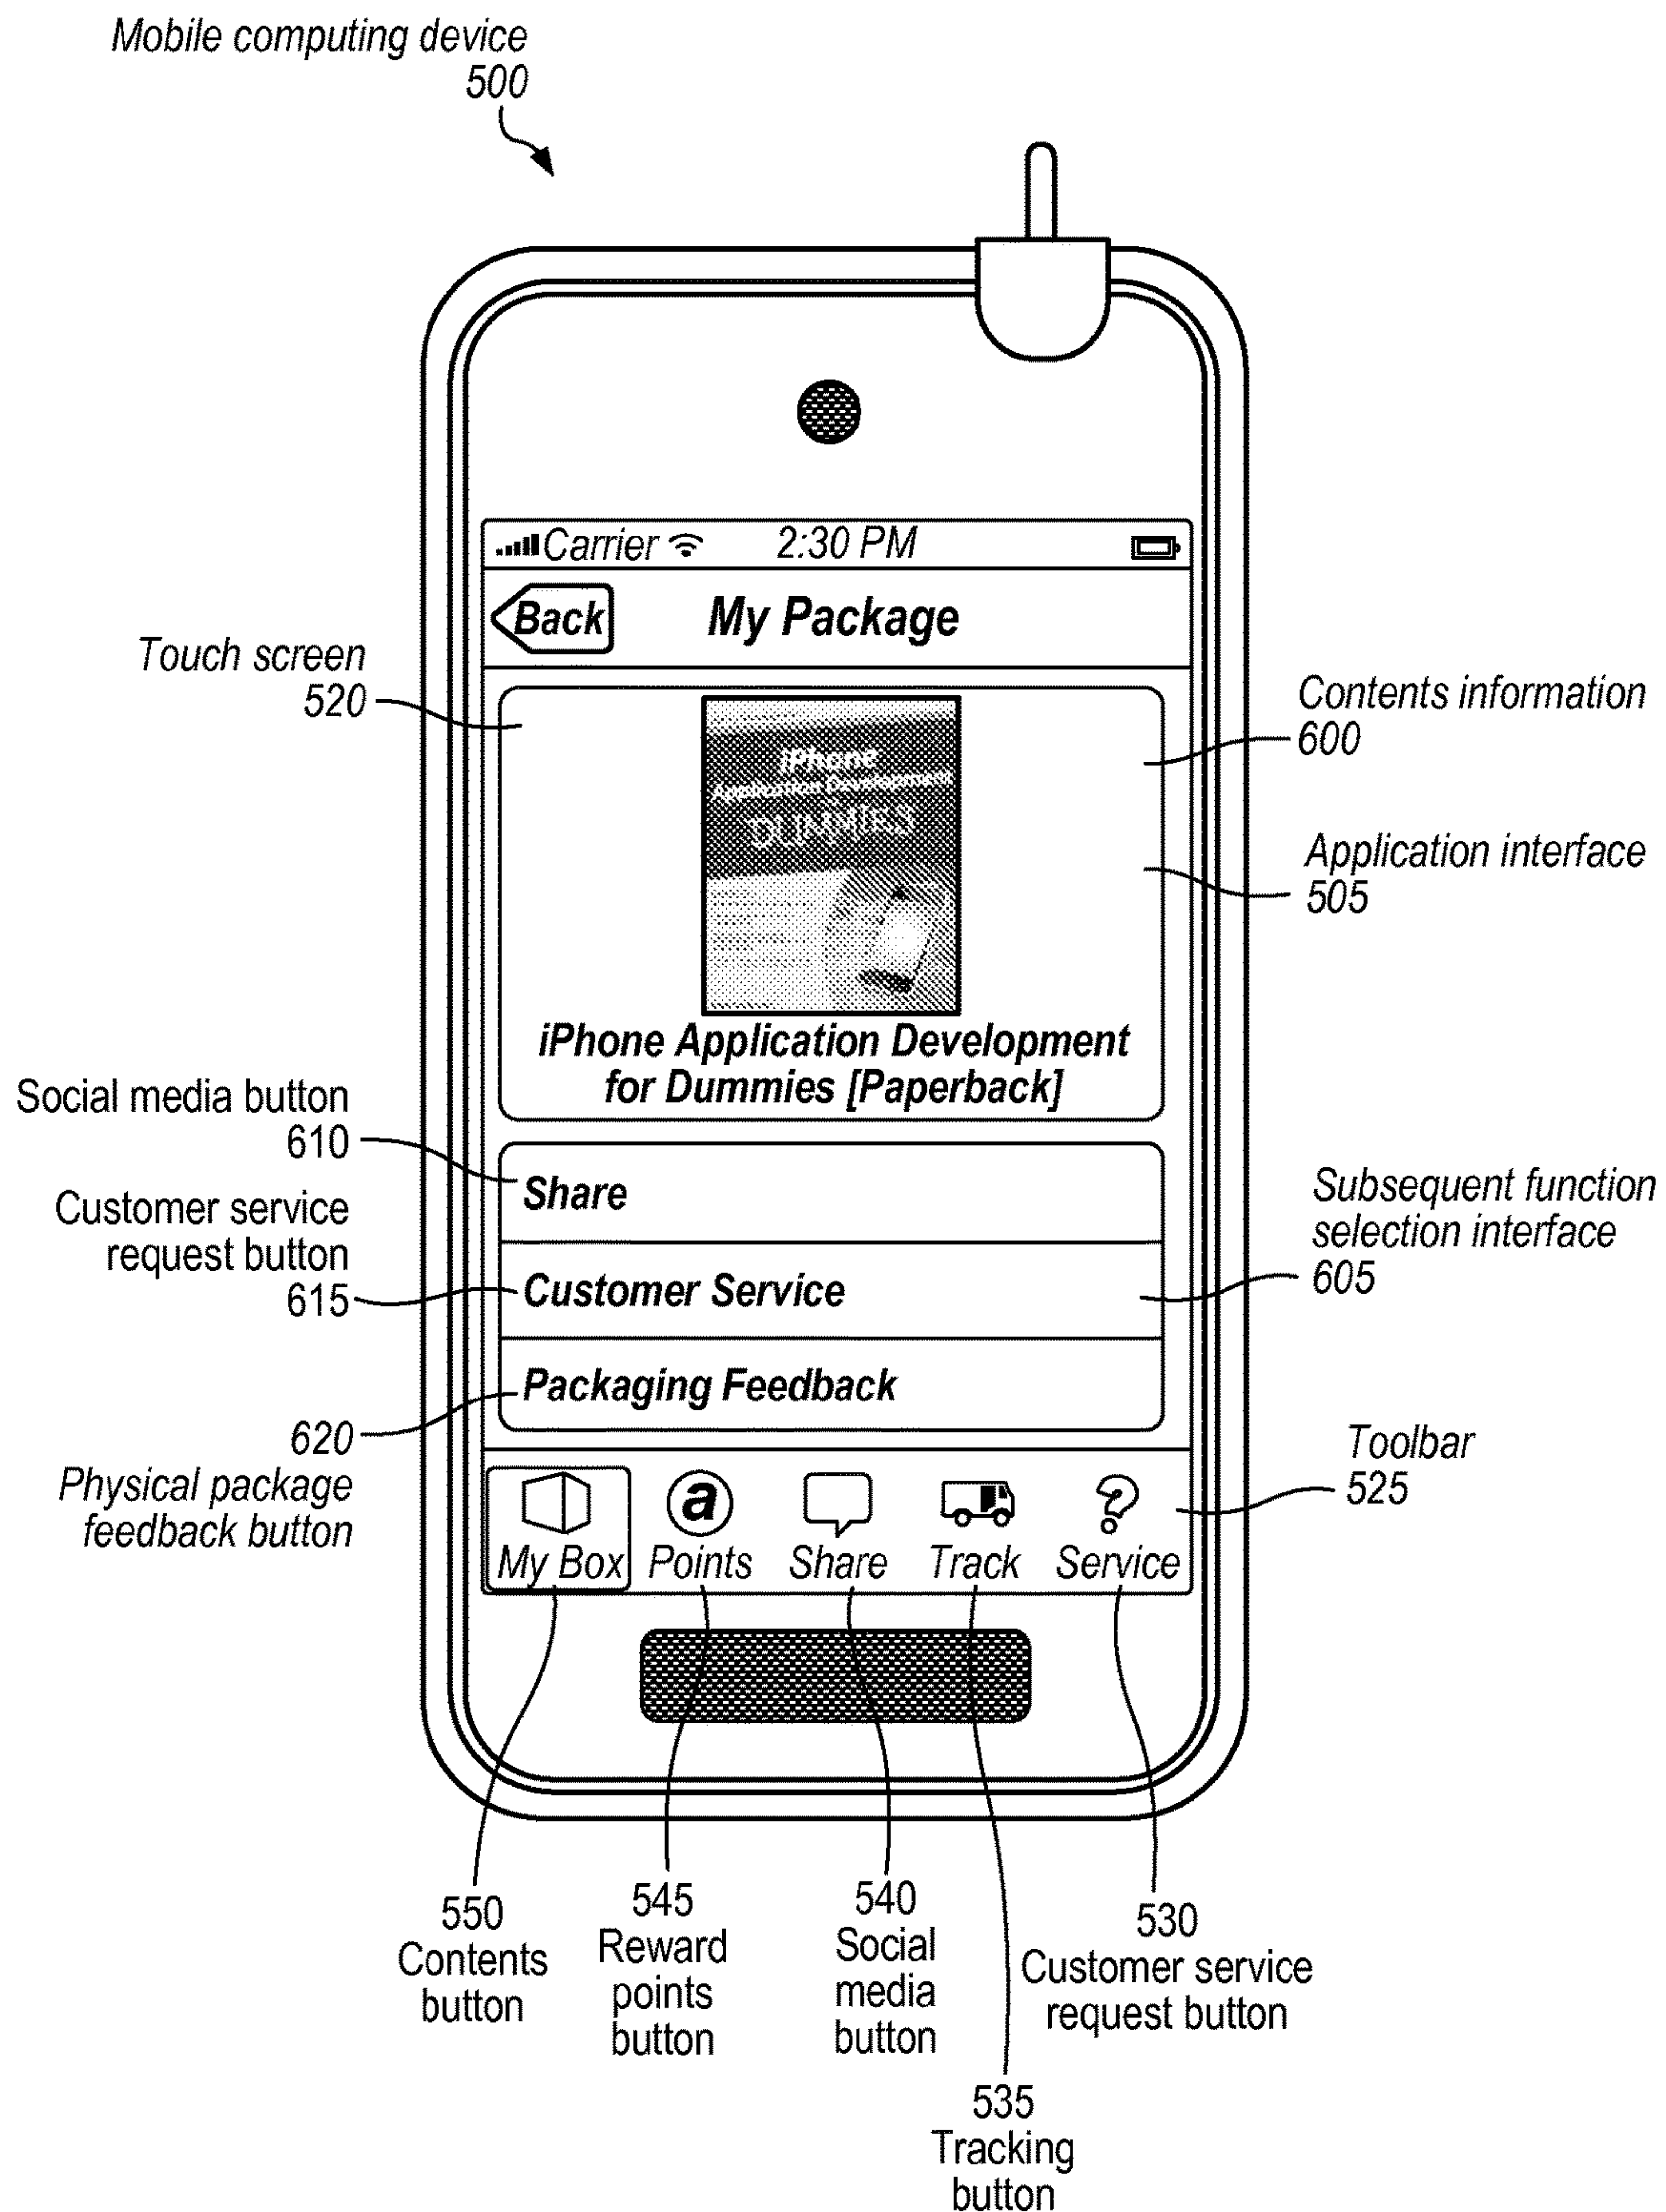 Mobile computing device
500
Carrier
2:30 PM
Back
My Package
Touch screen
520
Contents information
600
iPhone
Application Development
DUMMIES
Application interface
505
iPhone Application Development
for Dummies [Paperback]
Social media button
610
Share
Customer service
request button
615
Customer Service
Subsequent function
selection interface
605
Packaging Feedback
620
Physical package
feedback button
Toolbar
525
a
My Box
Points
Share
Track
Service
550
Contents
button
545
Reward
points
button
540
Social
media
button
530
Customer service
request button
535
Tracking
button